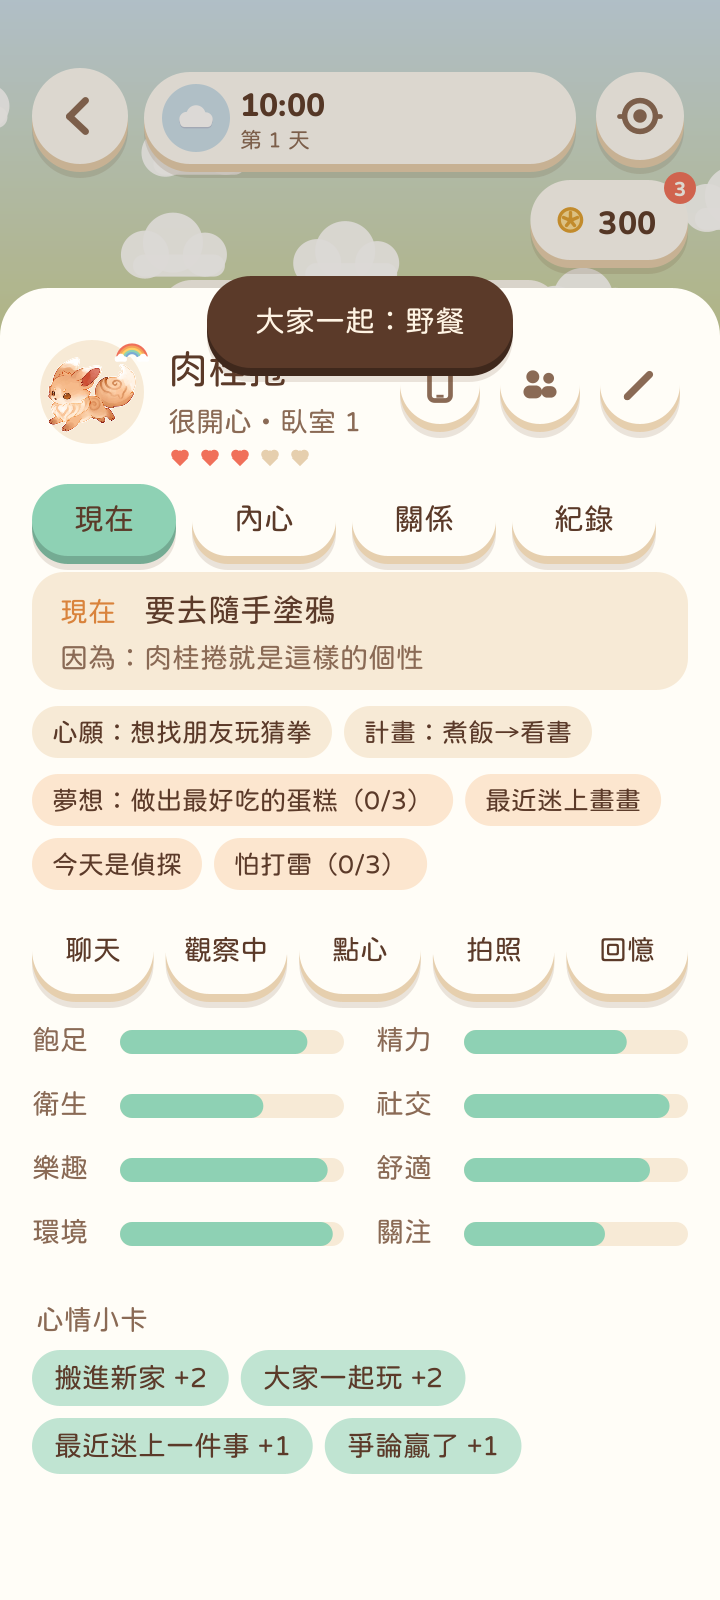 10:00
第 1 天
3
300
大家一起：野餐
肉桂捲
很開心・臥室 1
現在 內心 關係 紀錄
現在 要去隨手塗鴉
因為：肉桂捲就是這樣的個性
心願：想找朋友玩猜拳 計畫：煮飯→看書
夢想：做出最好吃的蛋糕（0/3） 最近迷上畫畫
今天是偵探 怕打雷（0/3）
聊天 觀察中 點心 拍照 回憶
飽足 精力
衛生 社交
樂趣 舒適
環境 關注
心情小卡
搬進新家 +2 大家一起玩 +2
最近迷上一件事 +1 爭論贏了 +1